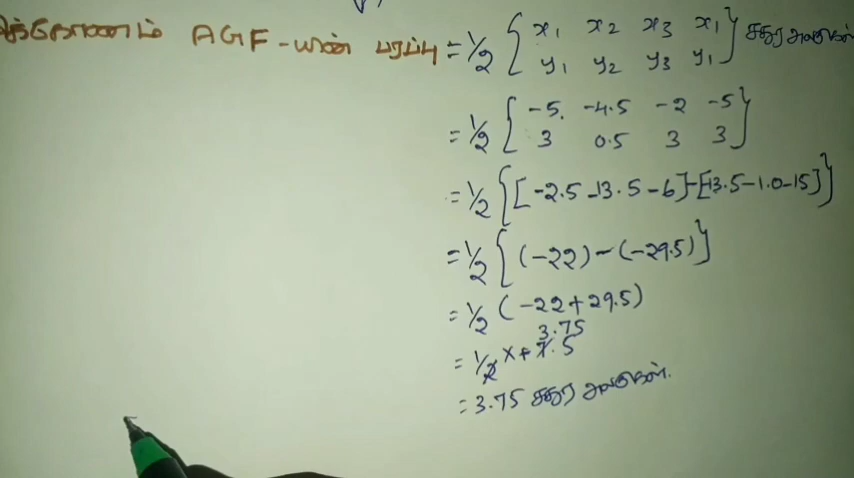 முக்கோணம் AGF-யின் பரப்பு = 1/2 { x1 x2 x3 x1 } சதுர அலகுகள்
y1 y2 y3 y1
= 1/2 { -5. -4.5 -2 -5 }
3 0.5 3 3
= 1/2 { [-2.5 -13.5 -6] - [-13.5 -1.0 -15] }
= 1/2 { (-22) - (-29.5) }
= 1/2 (-22 + 29.5)
3.75
= 1/2 x + 7.5
= 3.75 சதுர அலகுகள்.